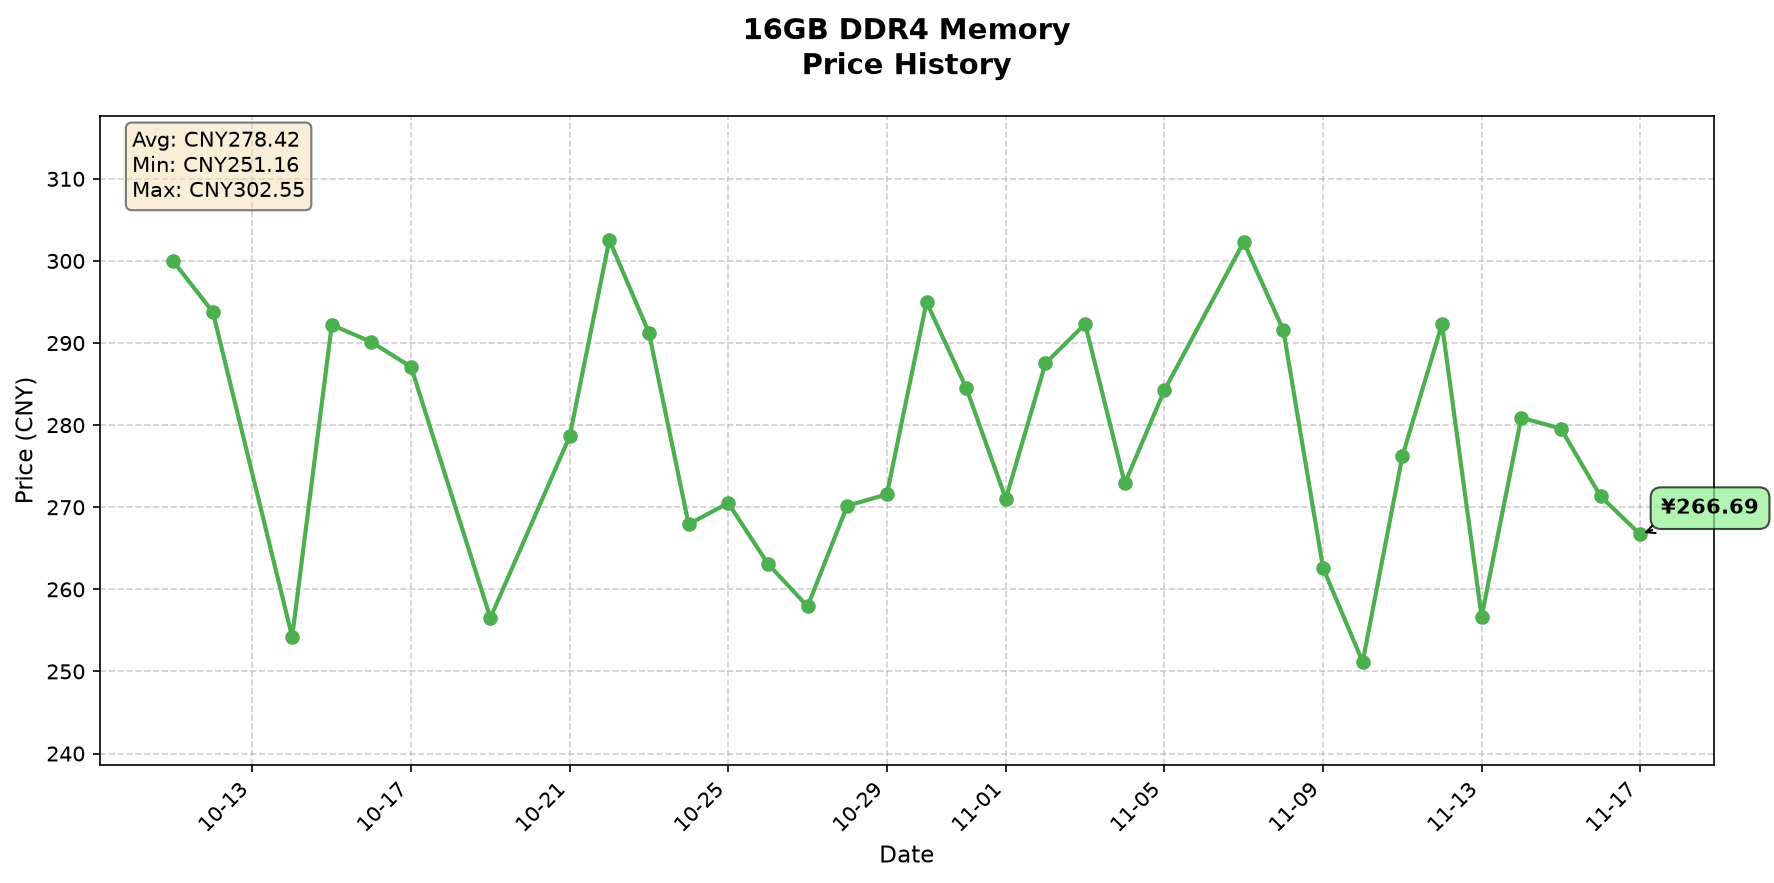 16GB DDR4 Memory
Price History
Avg: CNY278.42
Min: CNY251.16
Max: CNY302.55
310
300
290
280
270
260
250
240
Price (CNY)
¥266.69
10-13
10-17
10-21
10-25
10-29
11-01
11-05
11-09
11-13
11-17
Date